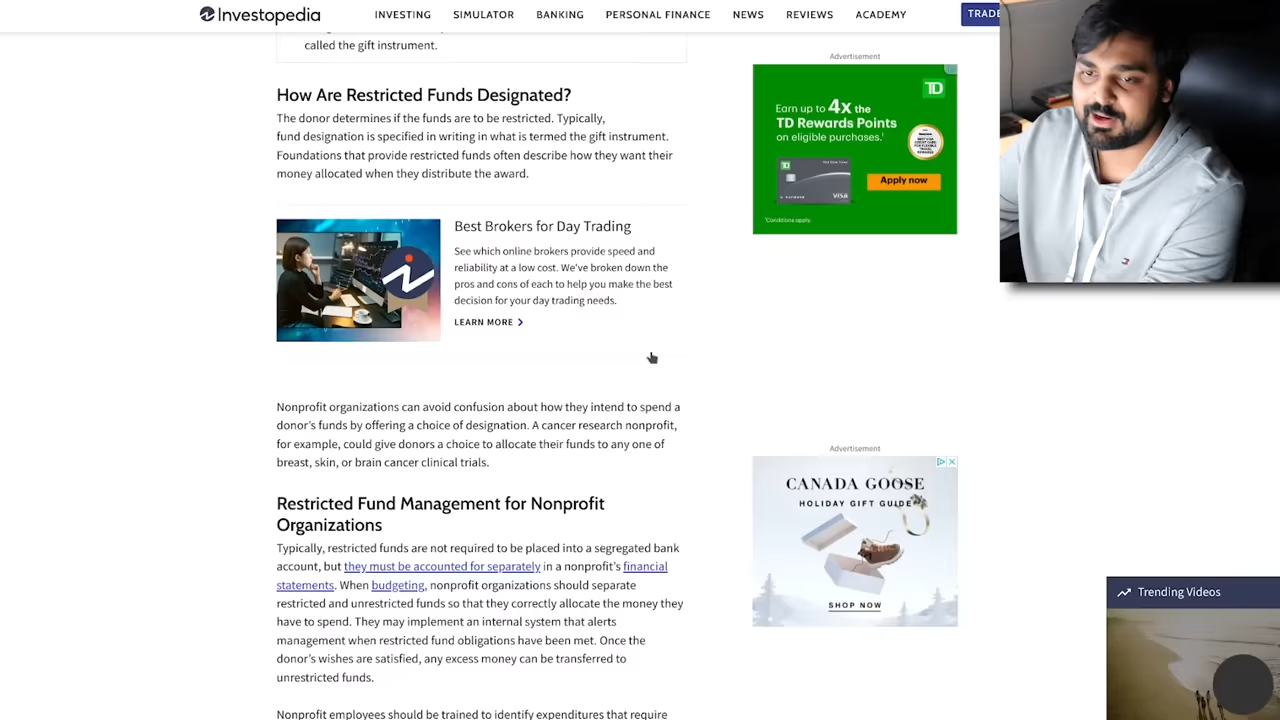 Investopedia
INVESTING
SIMULATOR
BANKING
PERSONAL FINANCE
NEWS
REVIEWS
ACADEMY
TRADE
called the gift instrument.
How Are Restricted Funds Designated?
The donor determines if the funds are to be restricted. Typically,
fund designation is specified in writing in what is termed the gift instrument.
Foundations that provide restricted funds often describe how they want their
money allocated when they distribute the award.
Best Brokers for Day Trading
See which online brokers provide speed and
reliability at a low cost. We've broken down the
pros and cons of each to help you make the best
decision for your day trading needs.
LEARN MORE
Nonprofit organizations can avoid confusion about how they intend to spend a
donor's funds by offering a choice of designation. A cancer research nonprofit,
for example, could give donors a choice to allocate their funds to any one of
breast, skin, or brain cancer clinical trials.
Restricted Fund Management for Nonprofit
Organizations
Typically, restricted funds are not required to be placed into a segregated bank
account, but they must be accounted for separately in a nonprofit's financial
statements. When budgeting, nonprofit organizations should separate
restricted and unrestricted funds so that they correctly allocate the money they
have to spend. They may implement an internal system that alerts
management when restricted fund obligations have been met. Once the
donor's wishes are satisfied, any excess money can be transferred to
unrestricted funds.
Nonprofit employees should be trained to identify expenditures that require
Advertisement
TD
Earn up to 4x the
TD Rewards Points
on eligible purchases.¹
Apply now
VISA
¹Conditions apply.
Advertisement
CANADA GOOSE
HOLIDAY GIFT GUIDE
SHOP NOW
Trending Videos